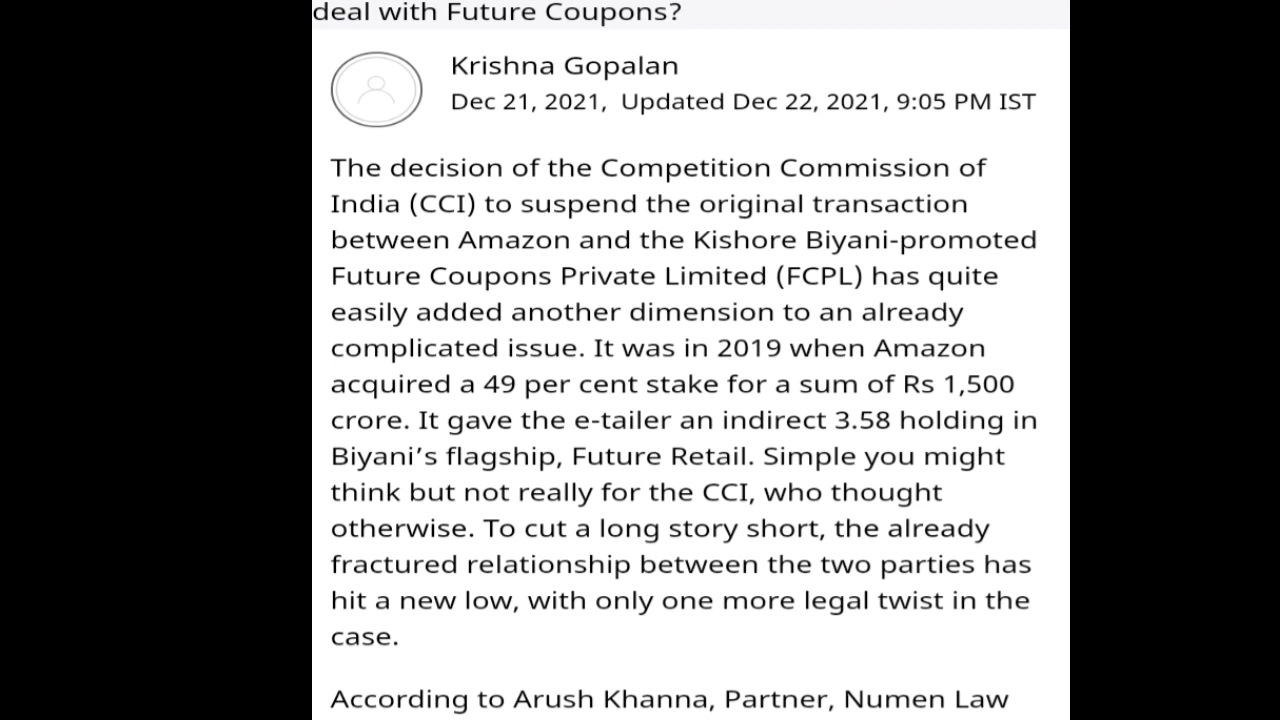 deal with Future Coupons?
Krishna Gopalan
Dec 21, 2021, Updated Dec 22, 2021, 9:05 PM IST
The decision of the Competition Commission of
India (CCI) to suspend the original transaction
between Amazon and the Kishore Biyani-promoted
Future Coupons Private Limited (FCPL) has quite
easily added another dimension to an already
complicated issue. It was in 2019 when Amazon
acquired a 49 per cent stake for a sum of Rs 1,500
crore. It gave the e-tailer an indirect 3.58 holding in
Biyani’s flagship, Future Retail. Simple you might
think but not really for the CCI, who thought
otherwise. To cut a long story short, the already
fractured relationship between the two parties has
hit a new low, with only one more legal twist in the
case.
According to Arush Khanna, Partner, Numen Law